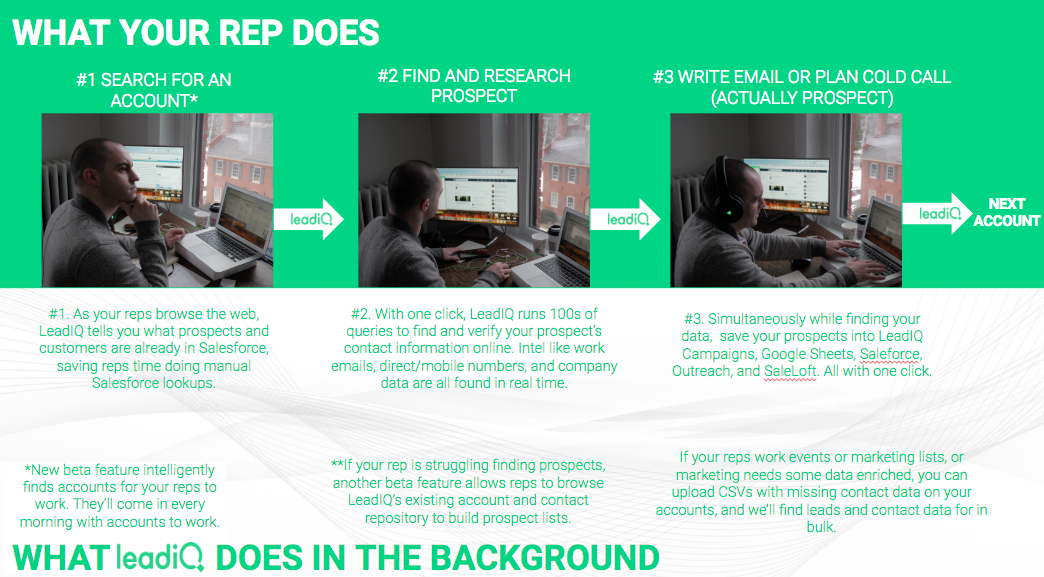 WHAT YOUR REP DOES
#1 SEARCH FOR AN
ACCOUNT*
#2 FIND AND RESEARCH
PROSPECT
#3 WRITE EMAIL OR PLAN COLD CALL
(ACTUALLY PROSPECT)
leadiQ
leadiQ
leadiQ
NEXT
ACCOUNT
#1. As your reps browse the web,
LeadIQ tells you what prospects and
customers are already in Salesforce,
saving reps time doing manual
Salesforce lookups.
#2. With one click, LeadIQ runs 100s of
queries to find and verify your prospect's
contact information online. Intel like work
emails, direct/mobile numbers, and company
data are all found in real time.
#3. Simultaneously while finding your
data, save your prospects into LeadIQ
Campaigns, Google Sheets, Saleforce,
Outreach, and SaleLoft. All with one click.
*New beta feature intelligently
finds accounts for your reps to
work. They'll come in every
morning with accounts to work.
**If your rep is struggling finding prospects,
another beta feature allows reps to browse
LeadIQ's existing account and contact
repository to build prospect lists.
If your reps work events or marketing lists, or
marketing needs some data enriched, you can
upload CSVs with missing contact data on your
accounts, and we'll find leads and contact data for in
bulk.
WHAT leadiQ DOES IN THE BACKGROUND